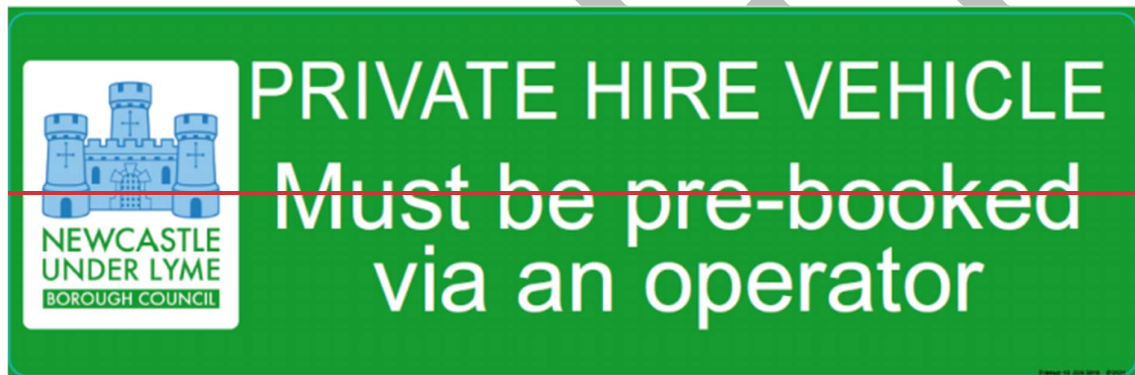 PRIVATE HIRE VEHICLE
Must be pre-booked
via an operator
NEWCASTLE
UNDER LYME
BOROUGH COUNCIL